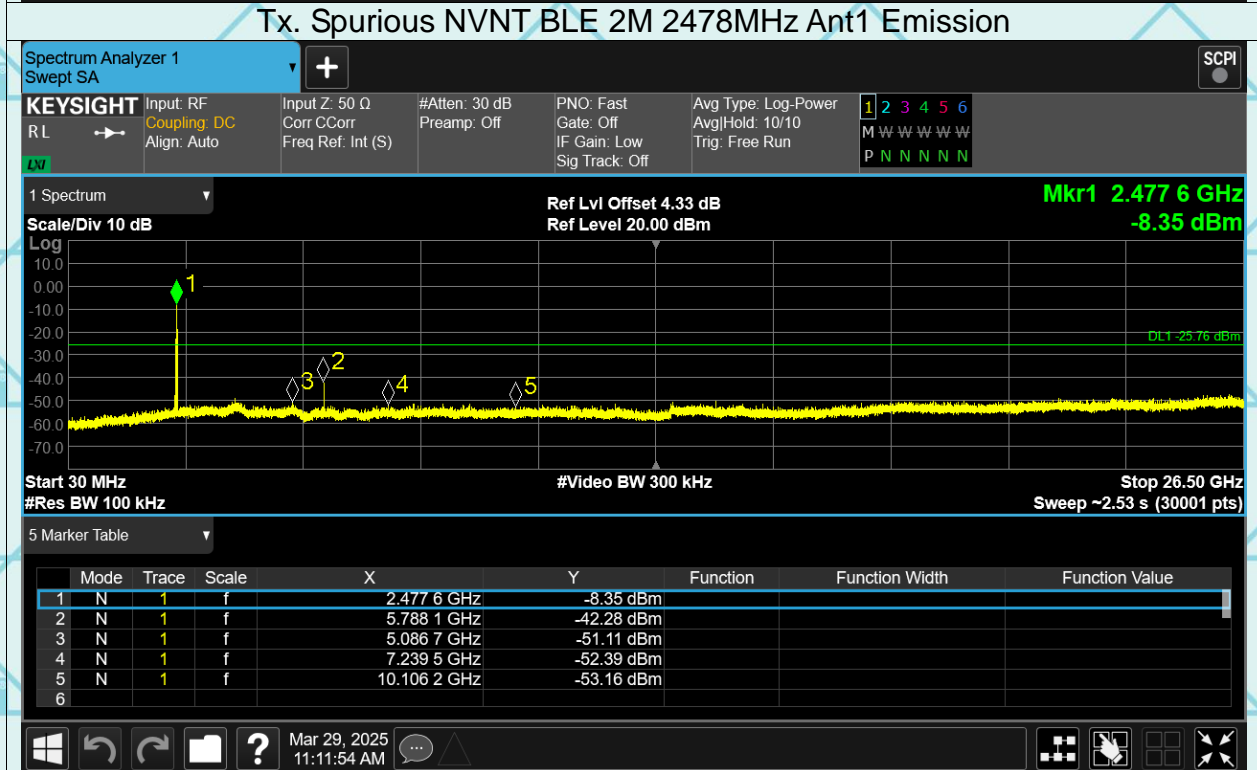 Tx. Spurious NVNT BLE 2M 2478MHz Ant1 Emission
Spectrum Analyzer 1
Swept SA
+
SCPI
KEYSIGHT Input: RF Input Z: 50 Ω #Atten: 30 dB PNO: Fast Avg Type: Log-Power 1 2 3 4 5 6
RL Coupling: DC Corr CCorr Preamp: Off Gate: Off Avg|Hold: 10/10 M W W W W W
Align: Auto Freq Ref: Int (S) IF Gain: Low Trig: Free Run P N N N N N
LXI Sig Track: Off
1 Spectrum Ref Lvl Offset 4.33 dB Mkr1 2.477 6 GHz
Scale/Div 10 dB Ref Level 20.00 dBm -8.35 dBm
Log
10.0
0.00 1
-10.0
-20.0 DL1 -25.76 dBm
-30.0 2
-40.0 3 4 5
-50.0
-60.0
-70.0
Start 30 MHz #Video BW 300 kHz Stop 26.50 GHz
#Res BW 100 kHz Sweep ~2.53 s (30001 pts)
5 Marker Table
Mode Trace Scale X Y Function Function Width Function Value
1 N 1 f 2.477 6 GHz -8.35 dBm
2 N 1 f 5.788 1 GHz -42.28 dBm
3 N 1 f 5.086 7 GHz -51.11 dBm
4 N 1 f 7.239 5 GHz -52.39 dBm
5 N 1 f 10.106 2 GHz -53.16 dBm
6
? Mar 29, 2025
11:11:54 AM